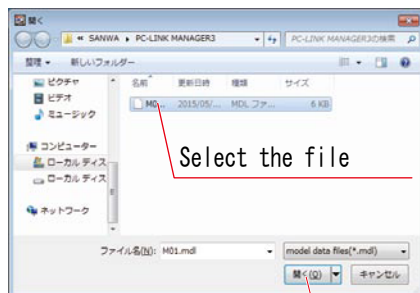 開く
« SANWA ▸ PC-LINK MANAGER3
PC-LINK MANAGER3の検索
整理 新しいフォルダー
名前 更新日時 種類 サイズ
ピクチャ
ビデオ
ミュージック
コンピューター
ローカル ディス
ローカル ディス
ネットワーク
M0... 2015/05/... MDL ファ... 6 KB
Select the file
ファイル名(N): M01.mdl
model data files(*.mdl)
開く(O) キャンセル